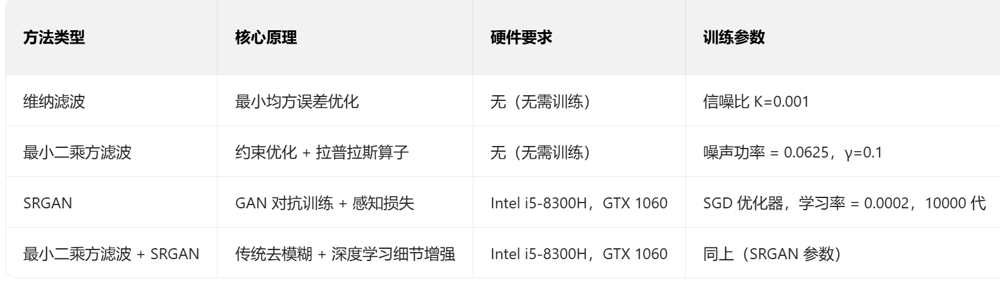 方法类型 核心原理 硬件要求 训练参数
维纳滤波 最小均方误差优化 无（无需训练） 信噪比 K=0.001
最小二乘方滤波 约束优化 + 拉普拉斯算子 无（无需训练） 噪声功率 = 0.0625，γ=0.1
SRGAN GAN 对抗训练 + 感知损失 Intel i5-8300H，GTX 1060 SGD 优化器，学习率 = 0.0002，10000 代
最小二乘方滤波 + SRGAN 传统去模糊 + 深度学习细节增强 Intel i5-8300H，GTX 1060 同上（SRGAN 参数）